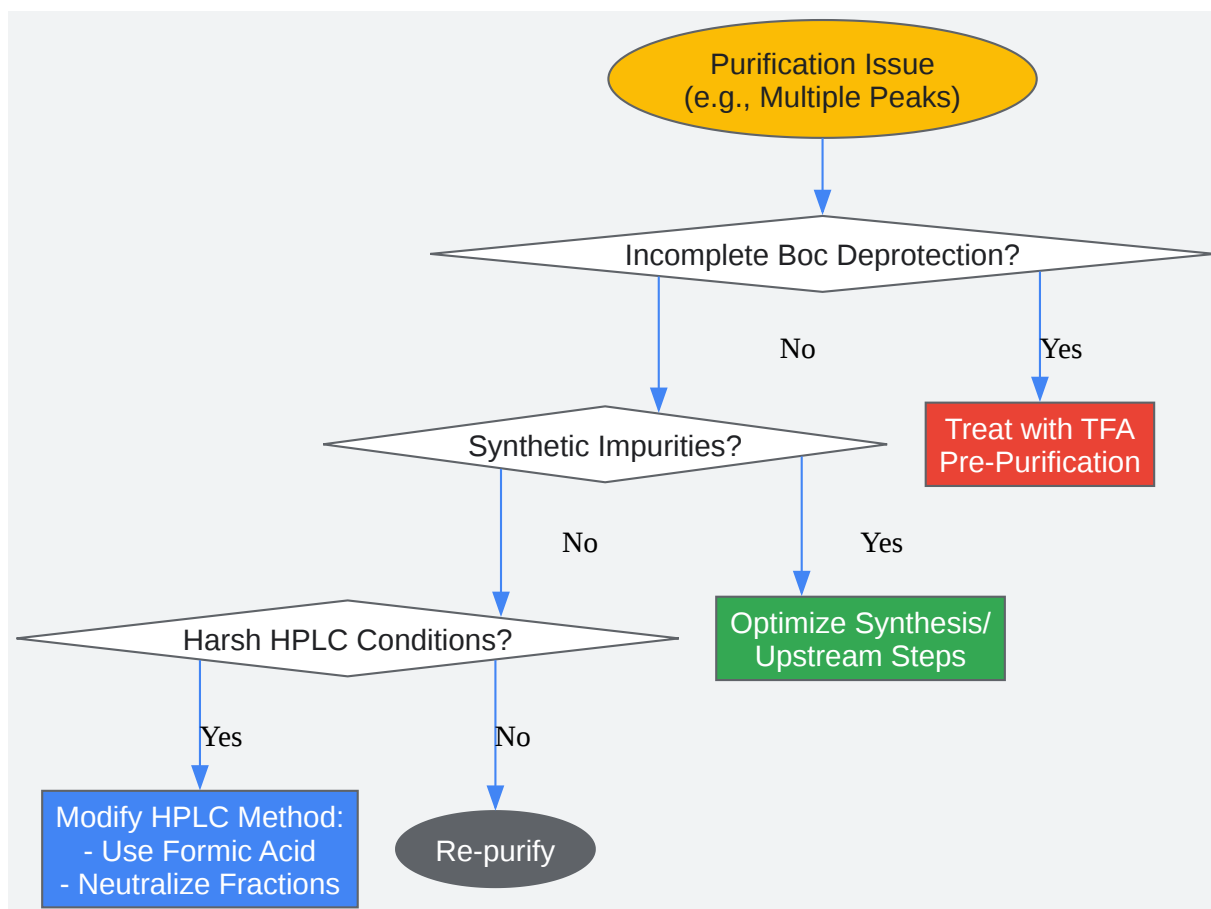 Purification Issue
(e.g., Multiple Peaks)
Incomplete Boc Deprotection?
No
Yes
Treat with TFA
Pre-Purification
Synthetic Impurities?
No
Yes
Optimize Synthesis/
Upstream Steps
Harsh HPLC Conditions?
Yes
No
Modify HPLC Method:
- Use Formic Acid
- Neutralize Fractions
Re-purify